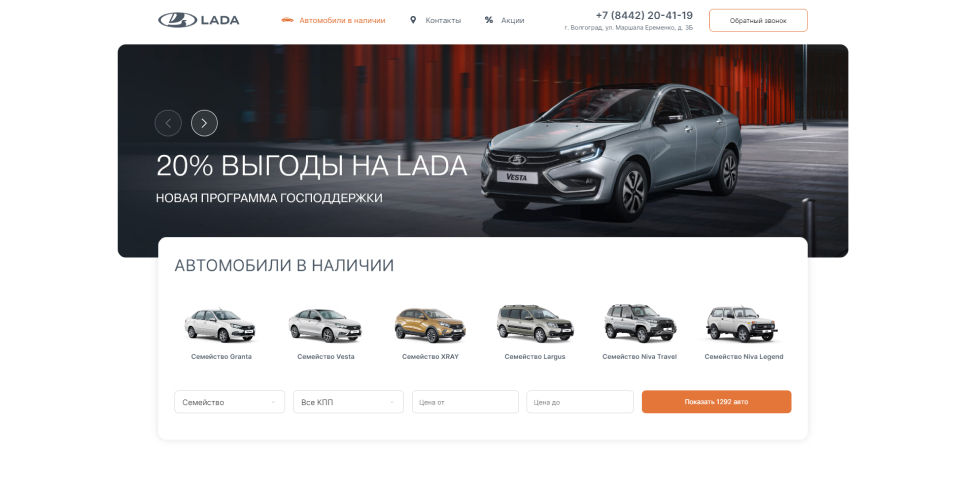 LADA
Автомобили в наличии
Контакты
Акции
+7 (8442) 20-41-19
г. Волгоград, ул. Маршала Еременко, д. 3Б
Обратный звонок
20% ВЫГОДЫ НА LADA
НОВАЯ ПРОГРАММА ГОСПОДДЕРЖКИ
VESTA
АВТОМОБИЛИ В НАЛИЧИИ
Семейство Granta
Семейство Vesta
Семейство XRAY
Семейство Largus
Семейство Niva Travel
Семейство Niva Legend
Семейство
Все КПП
Цена от
Цена до
Показать 1292 авто